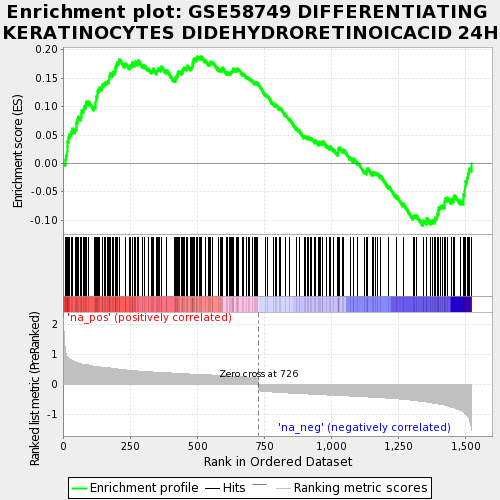 Enrichment plot: GSE58749 DIFFERENTIATING
KERATINOCYTES DIDEHYDRORETINOICACID 24H
Enrichment score (ES)
0.20
0.15
0.10
0.05
0.00
-0.05
-0.10
'na_pos' (positively correlated)
Ranked list metric (PreRanked)
2
1
0
-1
Zero cross at 726
'na_neg' (negatively correlated)
0 250 500 750 1,000 1,250 1,500
Rank in Ordered Dataset
Enrichment profile Hits Ranking metric scores